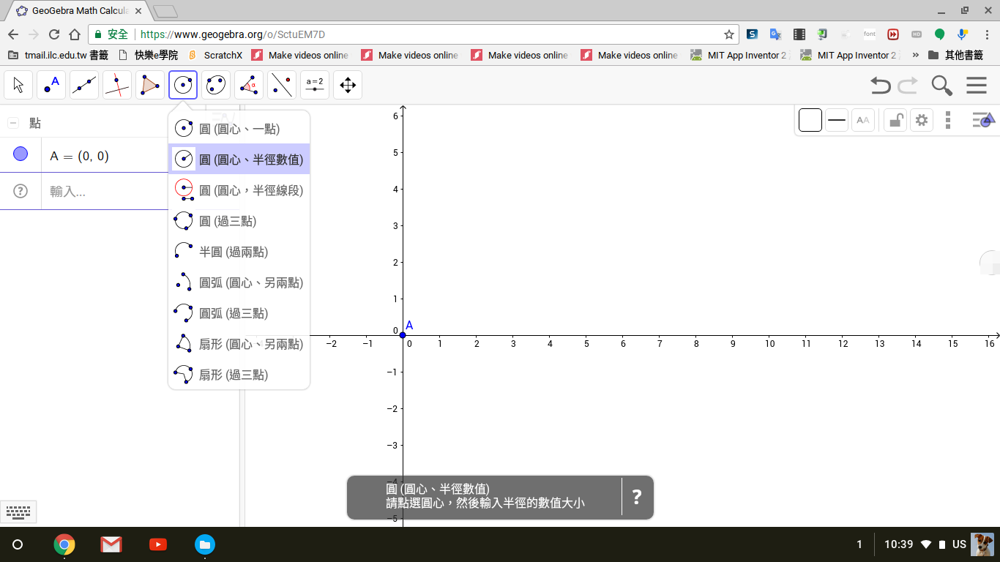 GeoGebra Math Calcula
安全 https://www.geogebra.org/o/SctuEM7D
S
font
HD
tmail.ilc.edu.tw 書籤 快樂e學院 ScratchX Make videos online Make videos online Make videos online Make videos online MIT App Inventor 2 MIT App Inventor 2 » 其他書籤
A
α
a=2
AA
點
A = (0, 0)
輸入...
圓 (圓心、一點)
圓 (圓心、半徑數值)
圓 (圓心，半徑線段)
圓 (過三點)
半圓 (過兩點)
圓弧 (圓心、另兩點)
圓弧 (過三點)
扇形 (圓心、另兩點)
扇形 (過三點)
6
5
4
3
2
1
0
A
−2 −1 0 1 2 3 4 5 6 7 8 9 10 11 12 13 14 15 16
−1
−2
−3
−4
−5
圓 (圓心、半徑數值)
請點選圓心，然後輸入半徑的數值大小
?
1 10:39 US